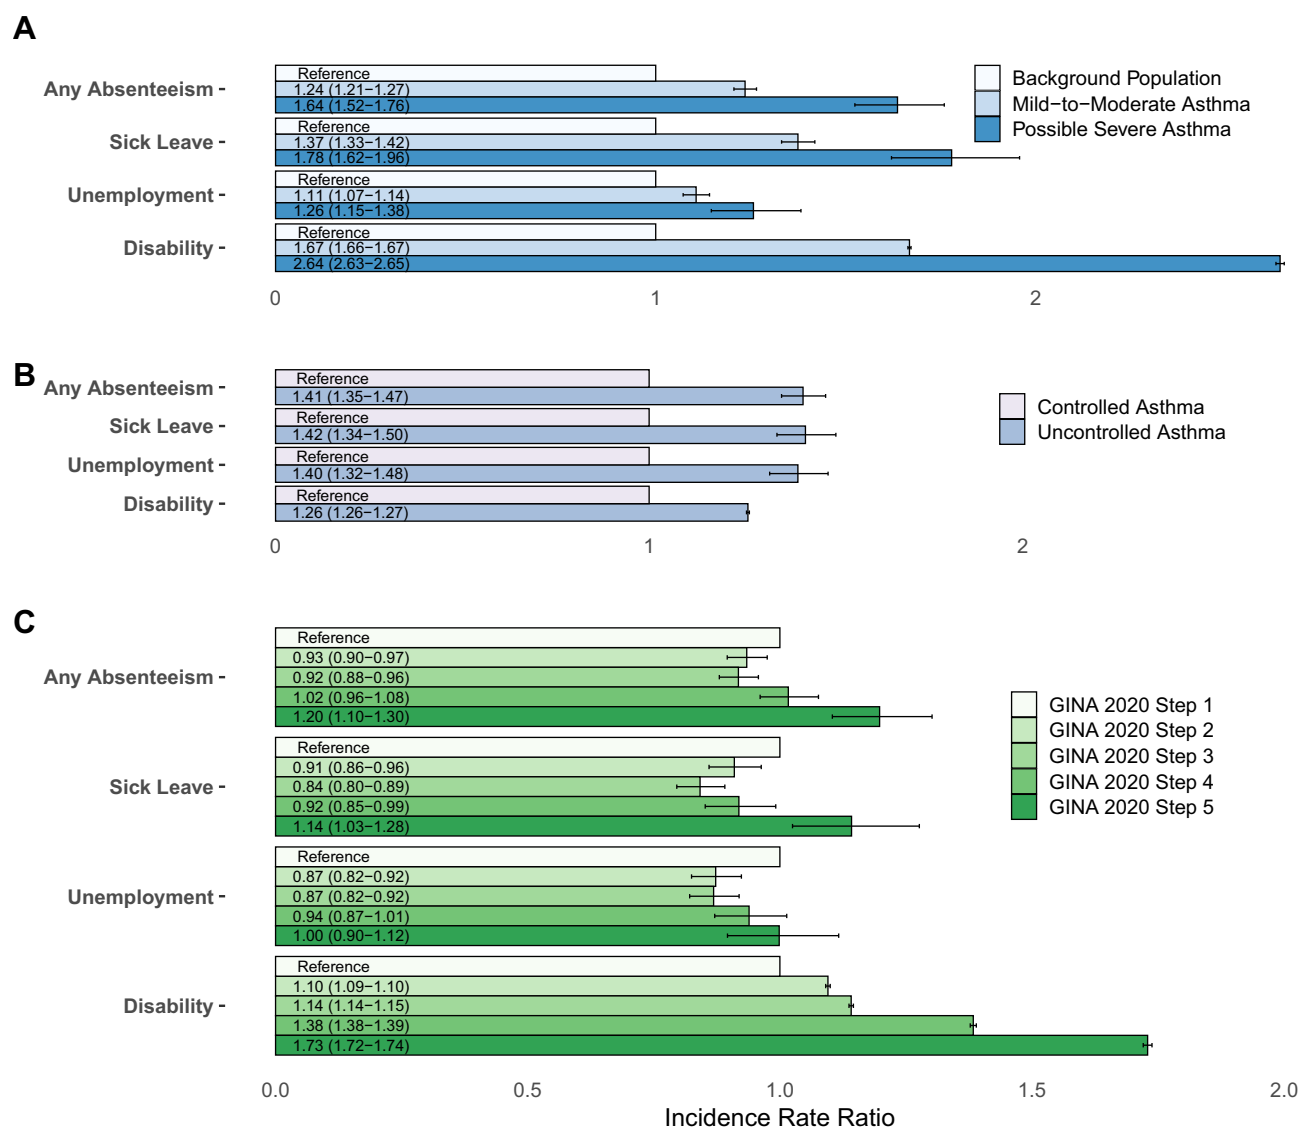 A
Any Absenteeism
Reference
1.24 (1.21−1.27)
1.64 (1.52−1.76)
Sick Leave
Reference
1.37 (1.33−1.42)
1.78 (1.62−1.96)
Unemployment
Reference
1.11 (1.07−1.14)
1.26 (1.15−1.38)
Disability
Reference
1.67 (1.66−1.67)
2.64 (2.63−2.65)
0 1 2
Background Population
Mild−to−Moderate Asthma
Possible Severe Asthma
B
Any Absenteeism
Reference
1.41 (1.35−1.47)
Sick Leave
Reference
1.42 (1.34−1.50)
Unemployment
Reference
1.40 (1.32−1.48)
Disability
Reference
1.26 (1.26−1.27)
0 1 2
Controlled Asthma
Uncontrolled Asthma
C
Any Absenteeism
Reference
0.93 (0.90−0.97)
0.92 (0.88−0.96)
1.02 (0.96−1.08)
1.20 (1.10−1.30)
Sick Leave
Reference
0.91 (0.86−0.96)
0.84 (0.80−0.89)
0.92 (0.85−0.99)
1.14 (1.03−1.28)
Unemployment
Reference
0.87 (0.82−0.92)
0.87 (0.82−0.92)
0.94 (0.87−1.01)
1.00 (0.90−1.12)
Disability
Reference
1.10 (1.09−1.10)
1.14 (1.14−1.15)
1.38 (1.38−1.39)
1.73 (1.72−1.74)
GINA 2020 Step 1
GINA 2020 Step 2
GINA 2020 Step 3
GINA 2020 Step 4
GINA 2020 Step 5
0.0 0.5 1.0 1.5 2.0
Incidence Rate Ratio